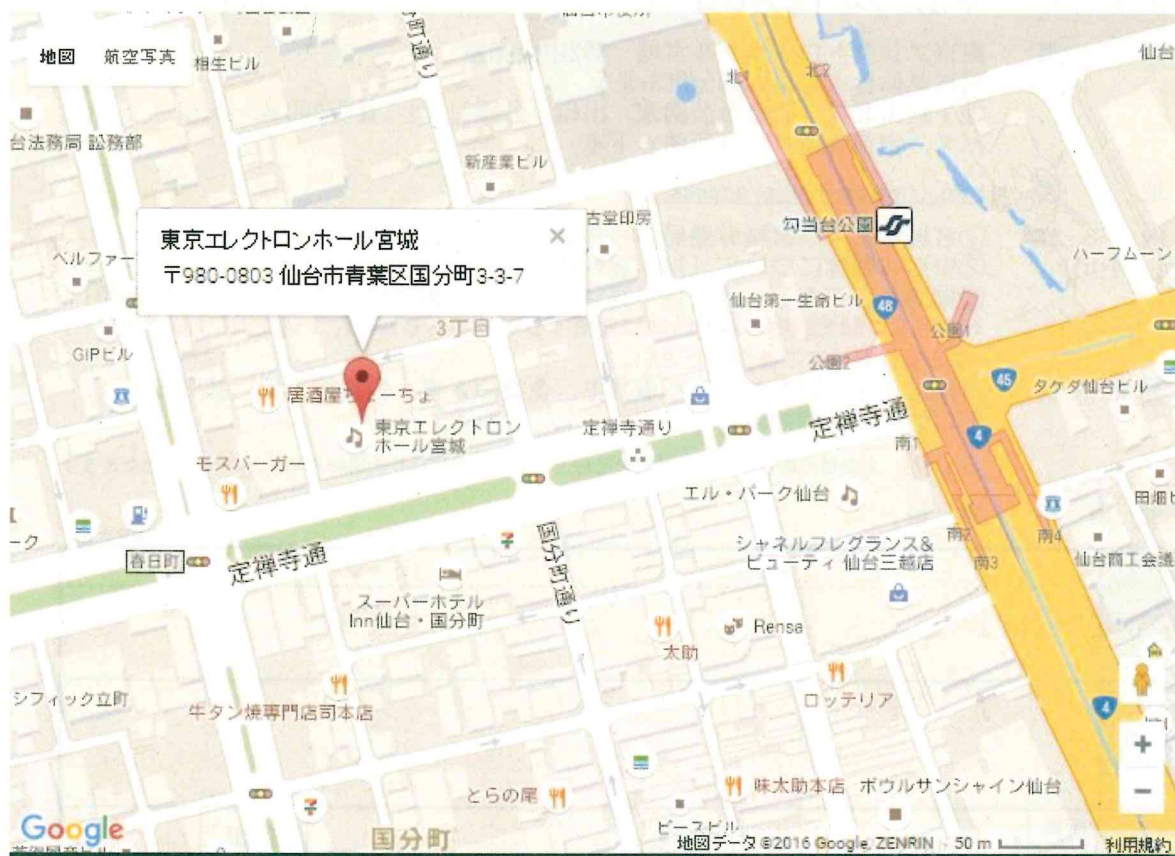 地図 航空写真
相生ビル
町通り
仙台
北1
北2
台法務局 訟務部
新産業ビル
古堂印房
勾当台公園
ハーフムーン
ベルファー
東京エレクトロンホール宮城
〒980-0803 仙台市青葉区国分町3-3-7
×
仙台第一生命ビル
48
公園1
公園2
3丁目
GIPビル
45
タケダ仙台ビル
定禅寺通り
定禅寺通
4
南1
東京エレクトロン
ホール宮城
モスバーガー
エル・パーク仙台
南2
南3
南4
ーク
春日町
定禅寺通
国分町通り
シャネルフレグランス&
ビューティ 仙台三越店
仙台商工会議
スーパーホテル
Inn仙台・国分町
太助
Rensa
シフィック立町
牛タン焼専門店司本店
ロッテリア
4
+
−
とらの尾
味太助本店
ボウルサンシャイン仙台
Google
国分町
ピースビル
地図データ ©2016 Google, ZENRIN
50 m
利用規約